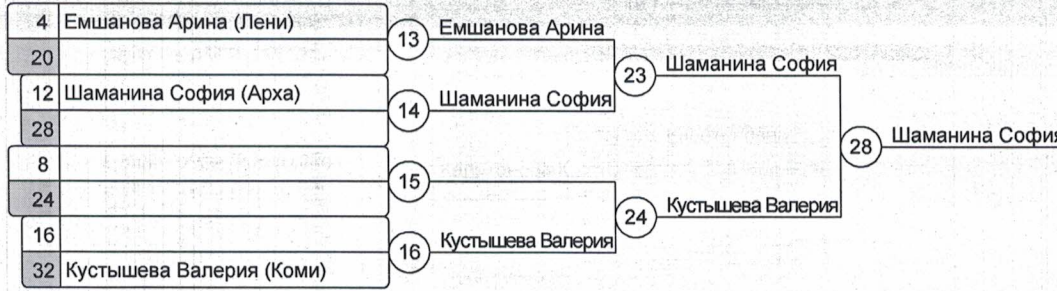 4 Емшанова Арина (Лени)
13 Емшанова Арина
20
23 Шаманина София
12 Шаманина София (Арха)
14 Шаманина София
28
28 Шаманина София
8
15
24
24 Кустышева Валерия
16
16 Кустышева Валерия
32 Кустышева Валерия (Коми)